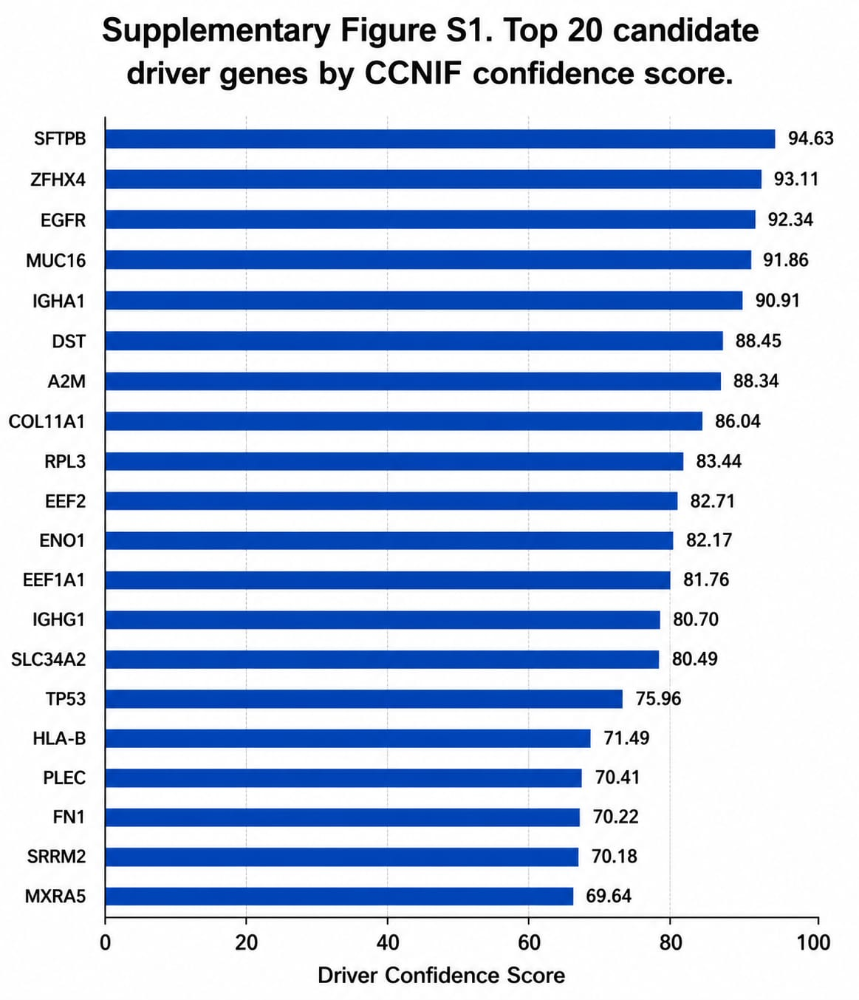 Supplementary Figure S1. Top 20 candidate
driver genes by CCNIF confidence score.
SFTPB 94.63
ZFHX4 93.11
EGFR 92.34
MUC16 91.86
IGHA1 90.91
DST 88.45
A2M 88.34
COL11A1 86.04
RPL3 83.44
EEF2 82.71
ENO1 82.17
EEF1A1 81.76
IGHG1 80.70
SLC34A2 80.49
TP53 75.96
HLA-B 71.49
PLEC 70.41
FN1 70.22
SRRM2 70.18
MXRA5 69.64
0 20 40 60 80 100
Driver Confidence Score